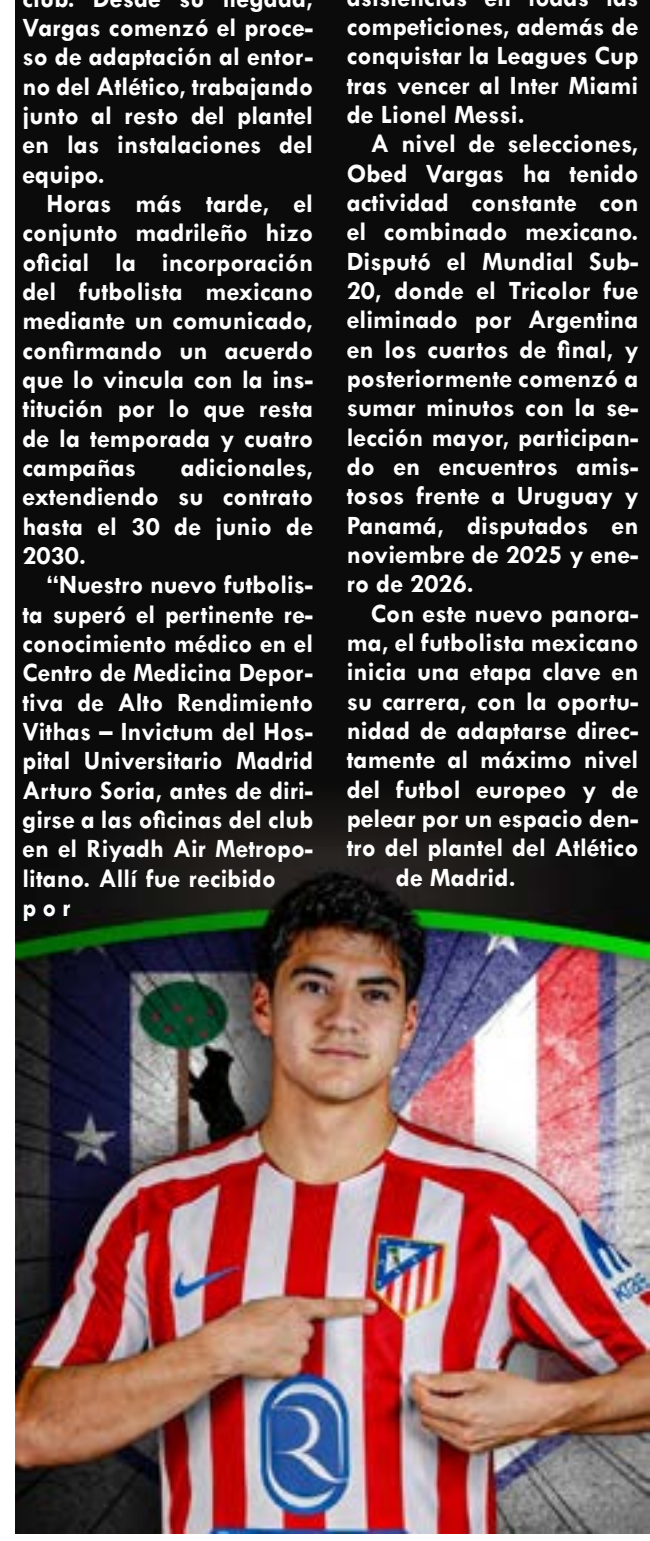 club. Desde su llegada,
Vargas comenzó el proce-
so de adaptación al entor-
no del Atlético, trabajando
junto al resto del plantel
en las instalaciones del
equipo.
Horas más tarde, el
conjunto madrileño hizo
oficial la incorporación
del futbolista mexicano
mediante un comunicado,
confirmando un acuerdo
que lo vincula con la ins-
titución por lo que resta
de la temporada y cuatro
campañas adicionales,
extendiendo su contrato
hasta el 30 de junio de
2030.
“Nuestro nuevo futbolis-
ta superó el pertinente re-
conocimiento médico en el
Centro de Medicina Depor-
tiva de Alto Rendimiento
Vithas – Invictum del Hos-
pital Universitario Madrid
Arturo Soria, antes de diri-
girse a las oficinas del club
en el Riyadh Air Metropo-
litano. Allí fue recibido
por
asistencias en todas las
competiciones, además de
conquistar la Leagues Cup
tras vencer al Inter Miami
de Lionel Messi.
A nivel de selecciones,
Obed Vargas ha tenido
actividad constante con
el combinado mexicano.
Disputó el Mundial Sub-
20, donde el Tricolor fue
eliminado por Argentina
en los cuartos de final, y
posteriormente comenzó a
sumar minutos con la se-
lección mayor, participan-
do en encuentros amis-
tosos frente a Uruguay y
Panamá, disputados en
noviembre de 2025 y ene-
ro de 2026.
Con este nuevo panora-
ma, el futbolista mexicano
inicia una etapa clave en
su carrera, con la oportu-
nidad de adaptarse direc-
tamente al máximo nivel
del futbol europeo y de
pelear por un espacio den-
tro del plantel del Atlético
de Madrid.